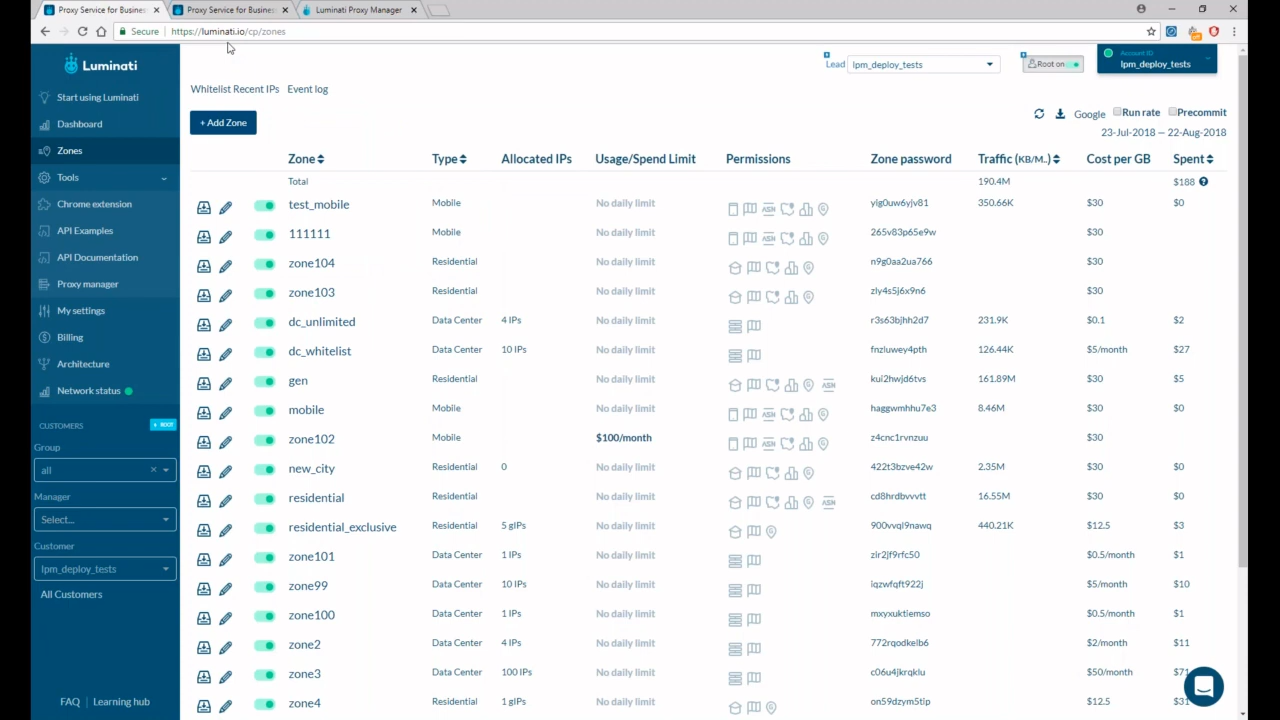 Proxy Service for Busines
Proxy Service for Busines
Luminati Proxy Manager
Secure
https://luminati.io/cp/zones
Luminati
Start using Luminati
Dashboard
Zones
Tools
Chrome extension
API Examples
API Documentation
Proxy manager
My settings
Billing
Architecture
Network status
CUSTOMERS
ROOT
Group
all
Manager
Select...
Customer
lpm_deploy_tests
All Customers
FAQ
Learning hub
Lead
lpm_deploy_tests
Root on
Account ID
lpm_deploy_tests
Whitelist Recent IPs
Event log
+ Add Zone
Google
Run rate
Precommit
23-Jul-2018 — 22-Aug-2018
Zone Type Allocated IPs Usage/Spend Limit Permissions Zone password Traffic (KB/M..) Cost per GB Spent
Total 190.4M $188
test_mobile Mobile No daily limit ASN ylg0uw6yjv81 350.66K $30 $0
111111 Mobile No daily limit ASN 265v83p65e9w $30
zone104 Residential No daily limit n9g0aa2ua766 $30
zone103 Residential No daily limit zly4s5j6x9n6 $30
dc_unlimited Data Center 4 IPs No daily limit r3s63bjhh2d7 231.9K $0.1 $2
dc_whitelist Data Center 10 IPs No daily limit fnzluwey4pth 126.44K $5/month $27
gen Residential No daily limit ASN kui2hwjd6tvs 161.89M $30 $5
mobile Mobile No daily limit ASN haggwmhhu7e3 8.46M $30 $0
zone102 Mobile $100/month ASN z4cnc1rvnzuu $30
new_city Residential 0 No daily limit 422t3bzve42w 2.35M $30 $0
residential Residential No daily limit ASN cd8hrdbvvvtt 16.55M $30 $0
residential_exclusive Residential 5 gIPs No daily limit 900vvql9nawq 440.21K $12.5 $3
zone101 Data Center 1 IPs No daily limit zlr2jf9rfc50 $0.5/month $1
zone99 Data Center 10 IPs No daily limit iqzwfqft922j $5/month $10
zone100 Data Center 1 IPs No daily limit mxyxuktiemso $0.5/month $1
zone2 Data Center 4 IPs No daily limit 772rqodkelb6 $2/month $11
zone3 Data Center 100 IPs No daily limit c06u4jkrqklu $50/month
zone4 Residential 1 gIPs No daily limit on59dzym5tip $12.5